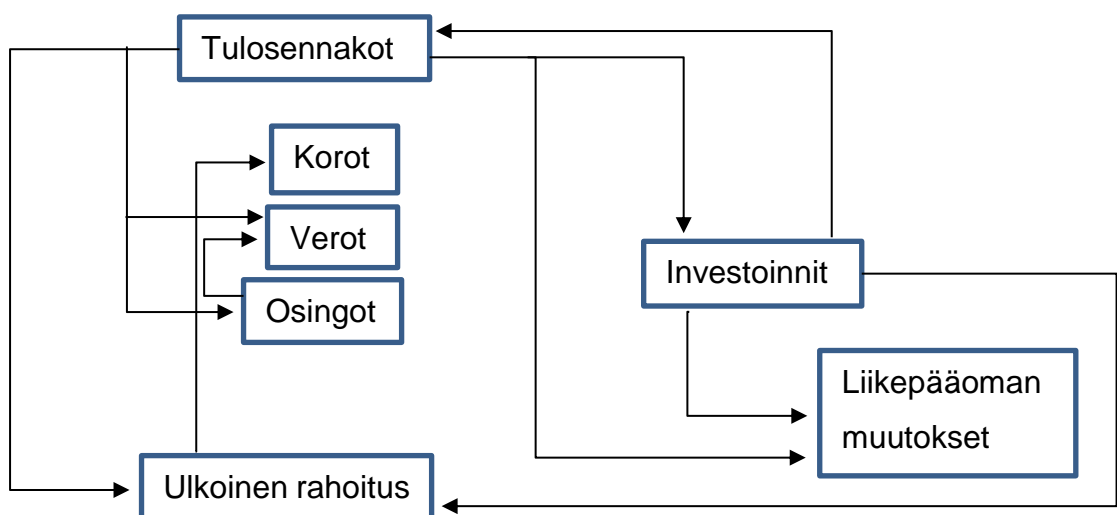 Tulosennakot
Korot
Verot
Osingot
Investoinnit
Liikepääoman
muutokset
Ulkoinen rahoitus